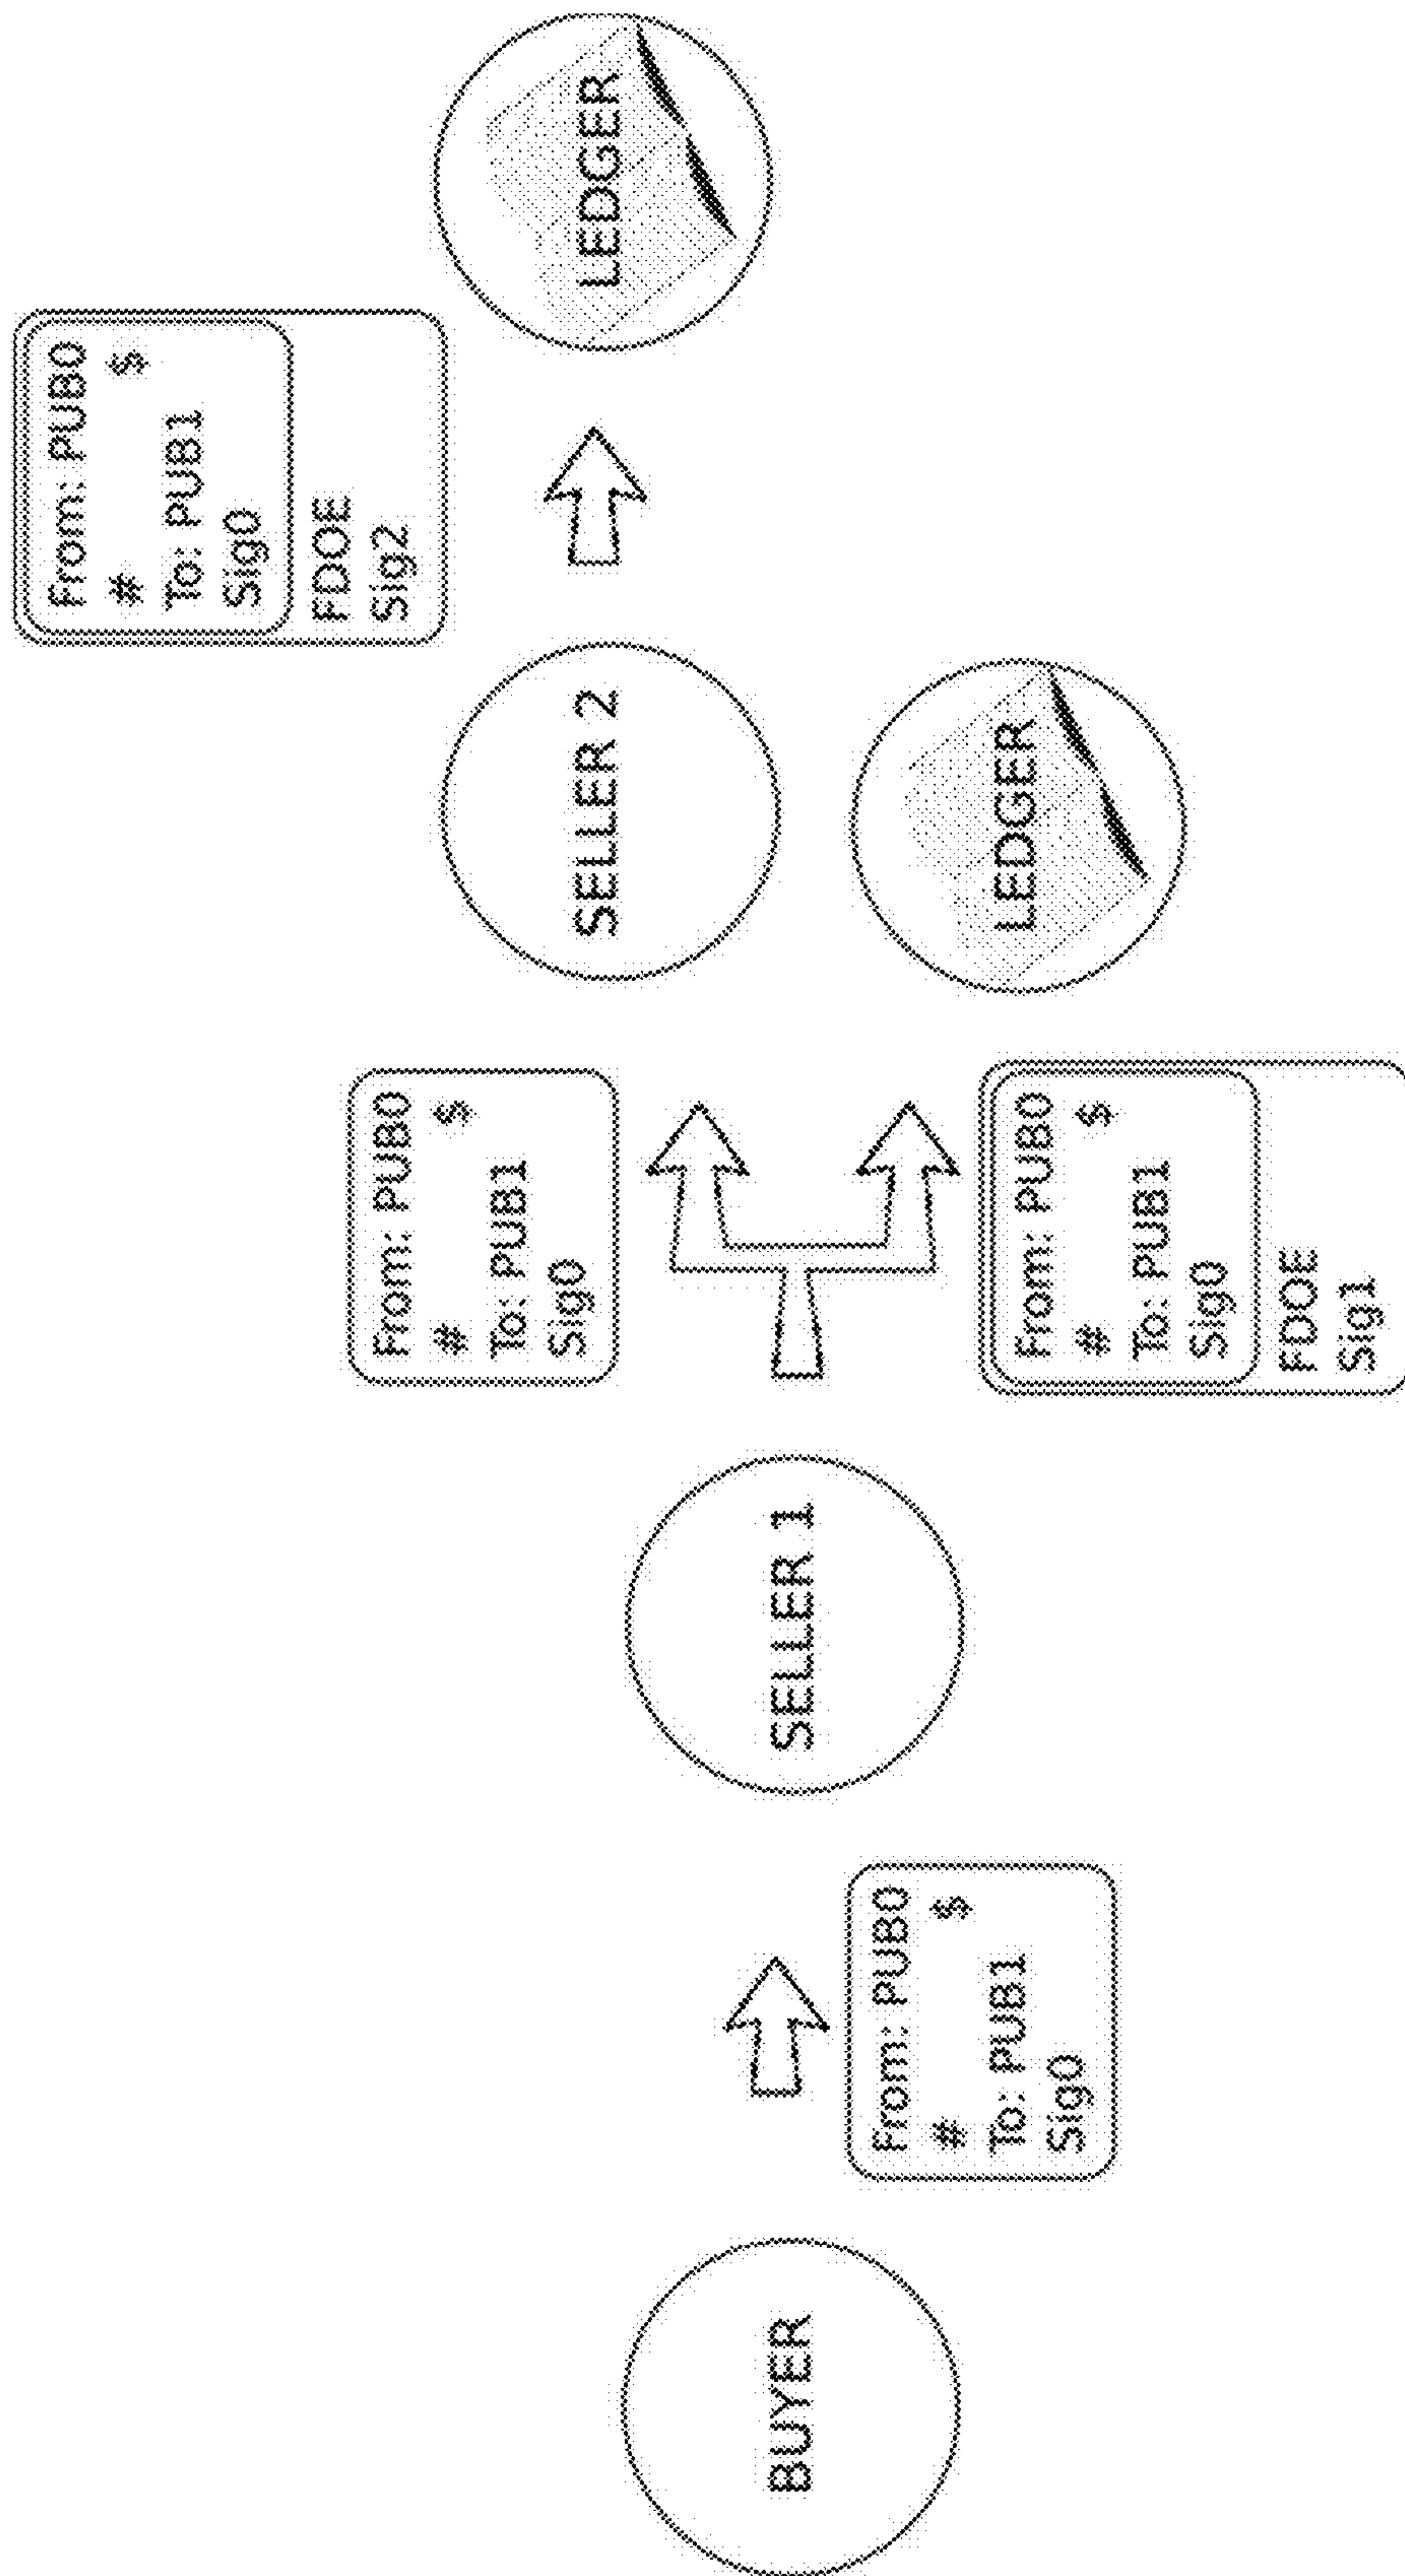 BUYER
From: PUB0
# $
To: PUB1
Sig0
SELLER 1
From: PUB0
# $
To: PUB1
Sig0
From: PUB0
# $
To: PUB1
Sig0
FDOE
Sig1
SELLER 2
LEDGER
From: PUB0
# $
To: PUB1
Sig0
FDOE
Sig2
LEDGER